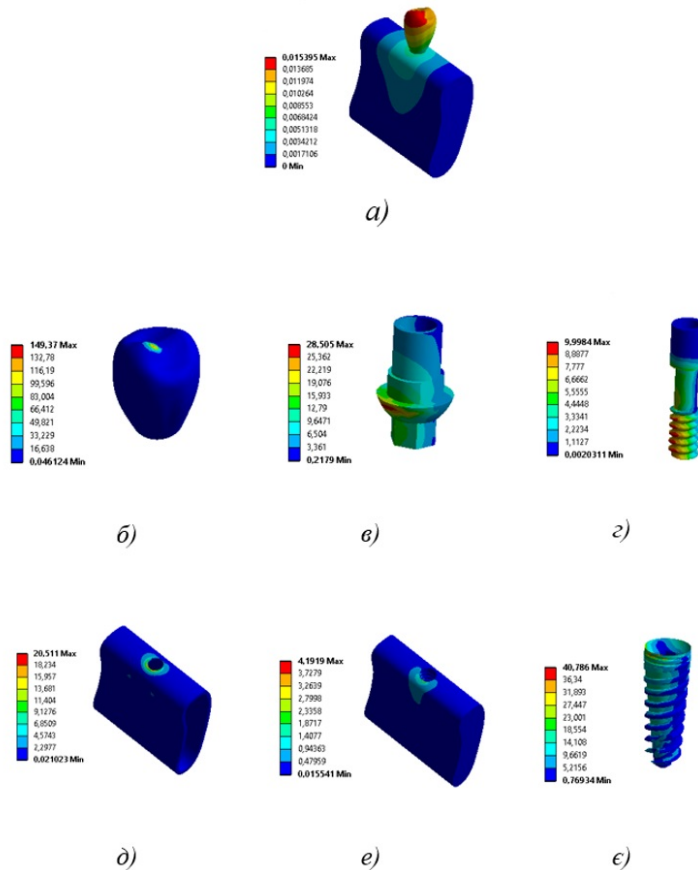 0,015395 Max
0,013685
0,011974
0,010264
0,008553
0,0068424
0,0051318
0,0034212
0,0017106
0 Min
а)
149,37 Max
132,78
116,19
99,596
83,004
66,412
49,821
33,229
16,638
0,046124 Min
б)
28,505 Max
25,362
22,219
19,076
15,933
12,79
9,6471
6,504
3,361
0,2179 Min
в)
9,9984 Max
8,8877
7,777
6,6662
5,5555
4,4448
3,3341
2,2234
1,1127
0,0020311 Min
г)
20,511 Max
18,234
15,957
13,681
11,404
9,1276
6,8509
4,5743
2,2977
0,021023 Min
д)
4,1919 Max
3,7279
3,2639
2,7998
2,3358
1,8717
1,4077
0,94363
0,47959
0,015541 Min
е)
40,786 Max
36,34
31,893
27,447
23,001
18,554
14,108
9,6619
5,2156
0,76934 Min
є)